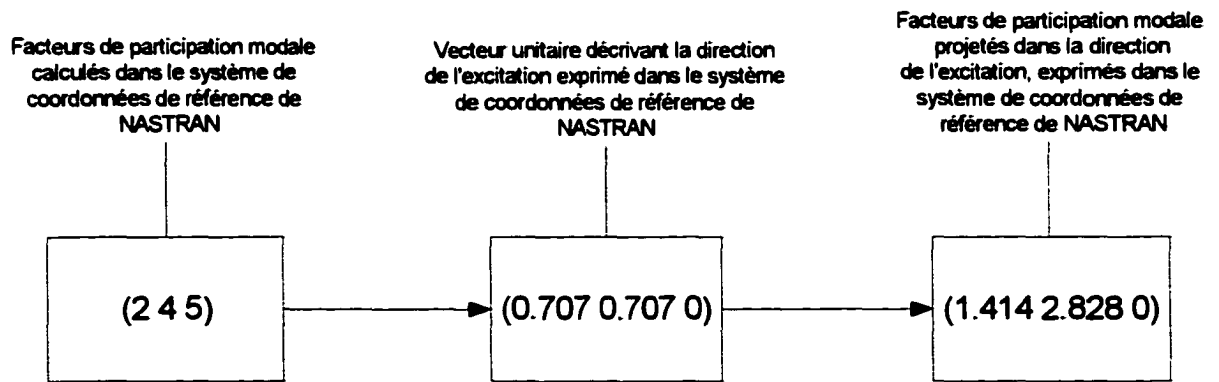 Facteurs de participation modale
calculés dans le système de
coordonnées de référence de
NASTRAN
Vecteur unitaire décrivant la direction
de l'excitation exprimé dans le système
de coordonnées de référence de
NASTRAN
Facteurs de participation modale
projetés dans la direction
de l'excitation, exprimés dans le
système de coordonnées de
référence de NASTRAN
(2 4 5)
(0.707 0.707 0)
(1.414 2.828 0)